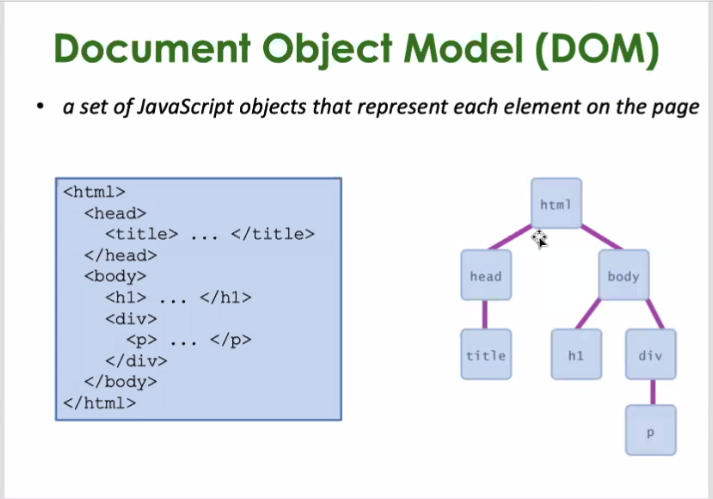 Document Object Model (DOM)
• a set of JavaScript objects that represent each element on the page
<html>
<head>
<title> ... </title>
</head>
<body>
<h1> ... </h1>
<div>
<p> ... </p>
</div>
</body>
</html>
html
head
body
title
h1
div
p